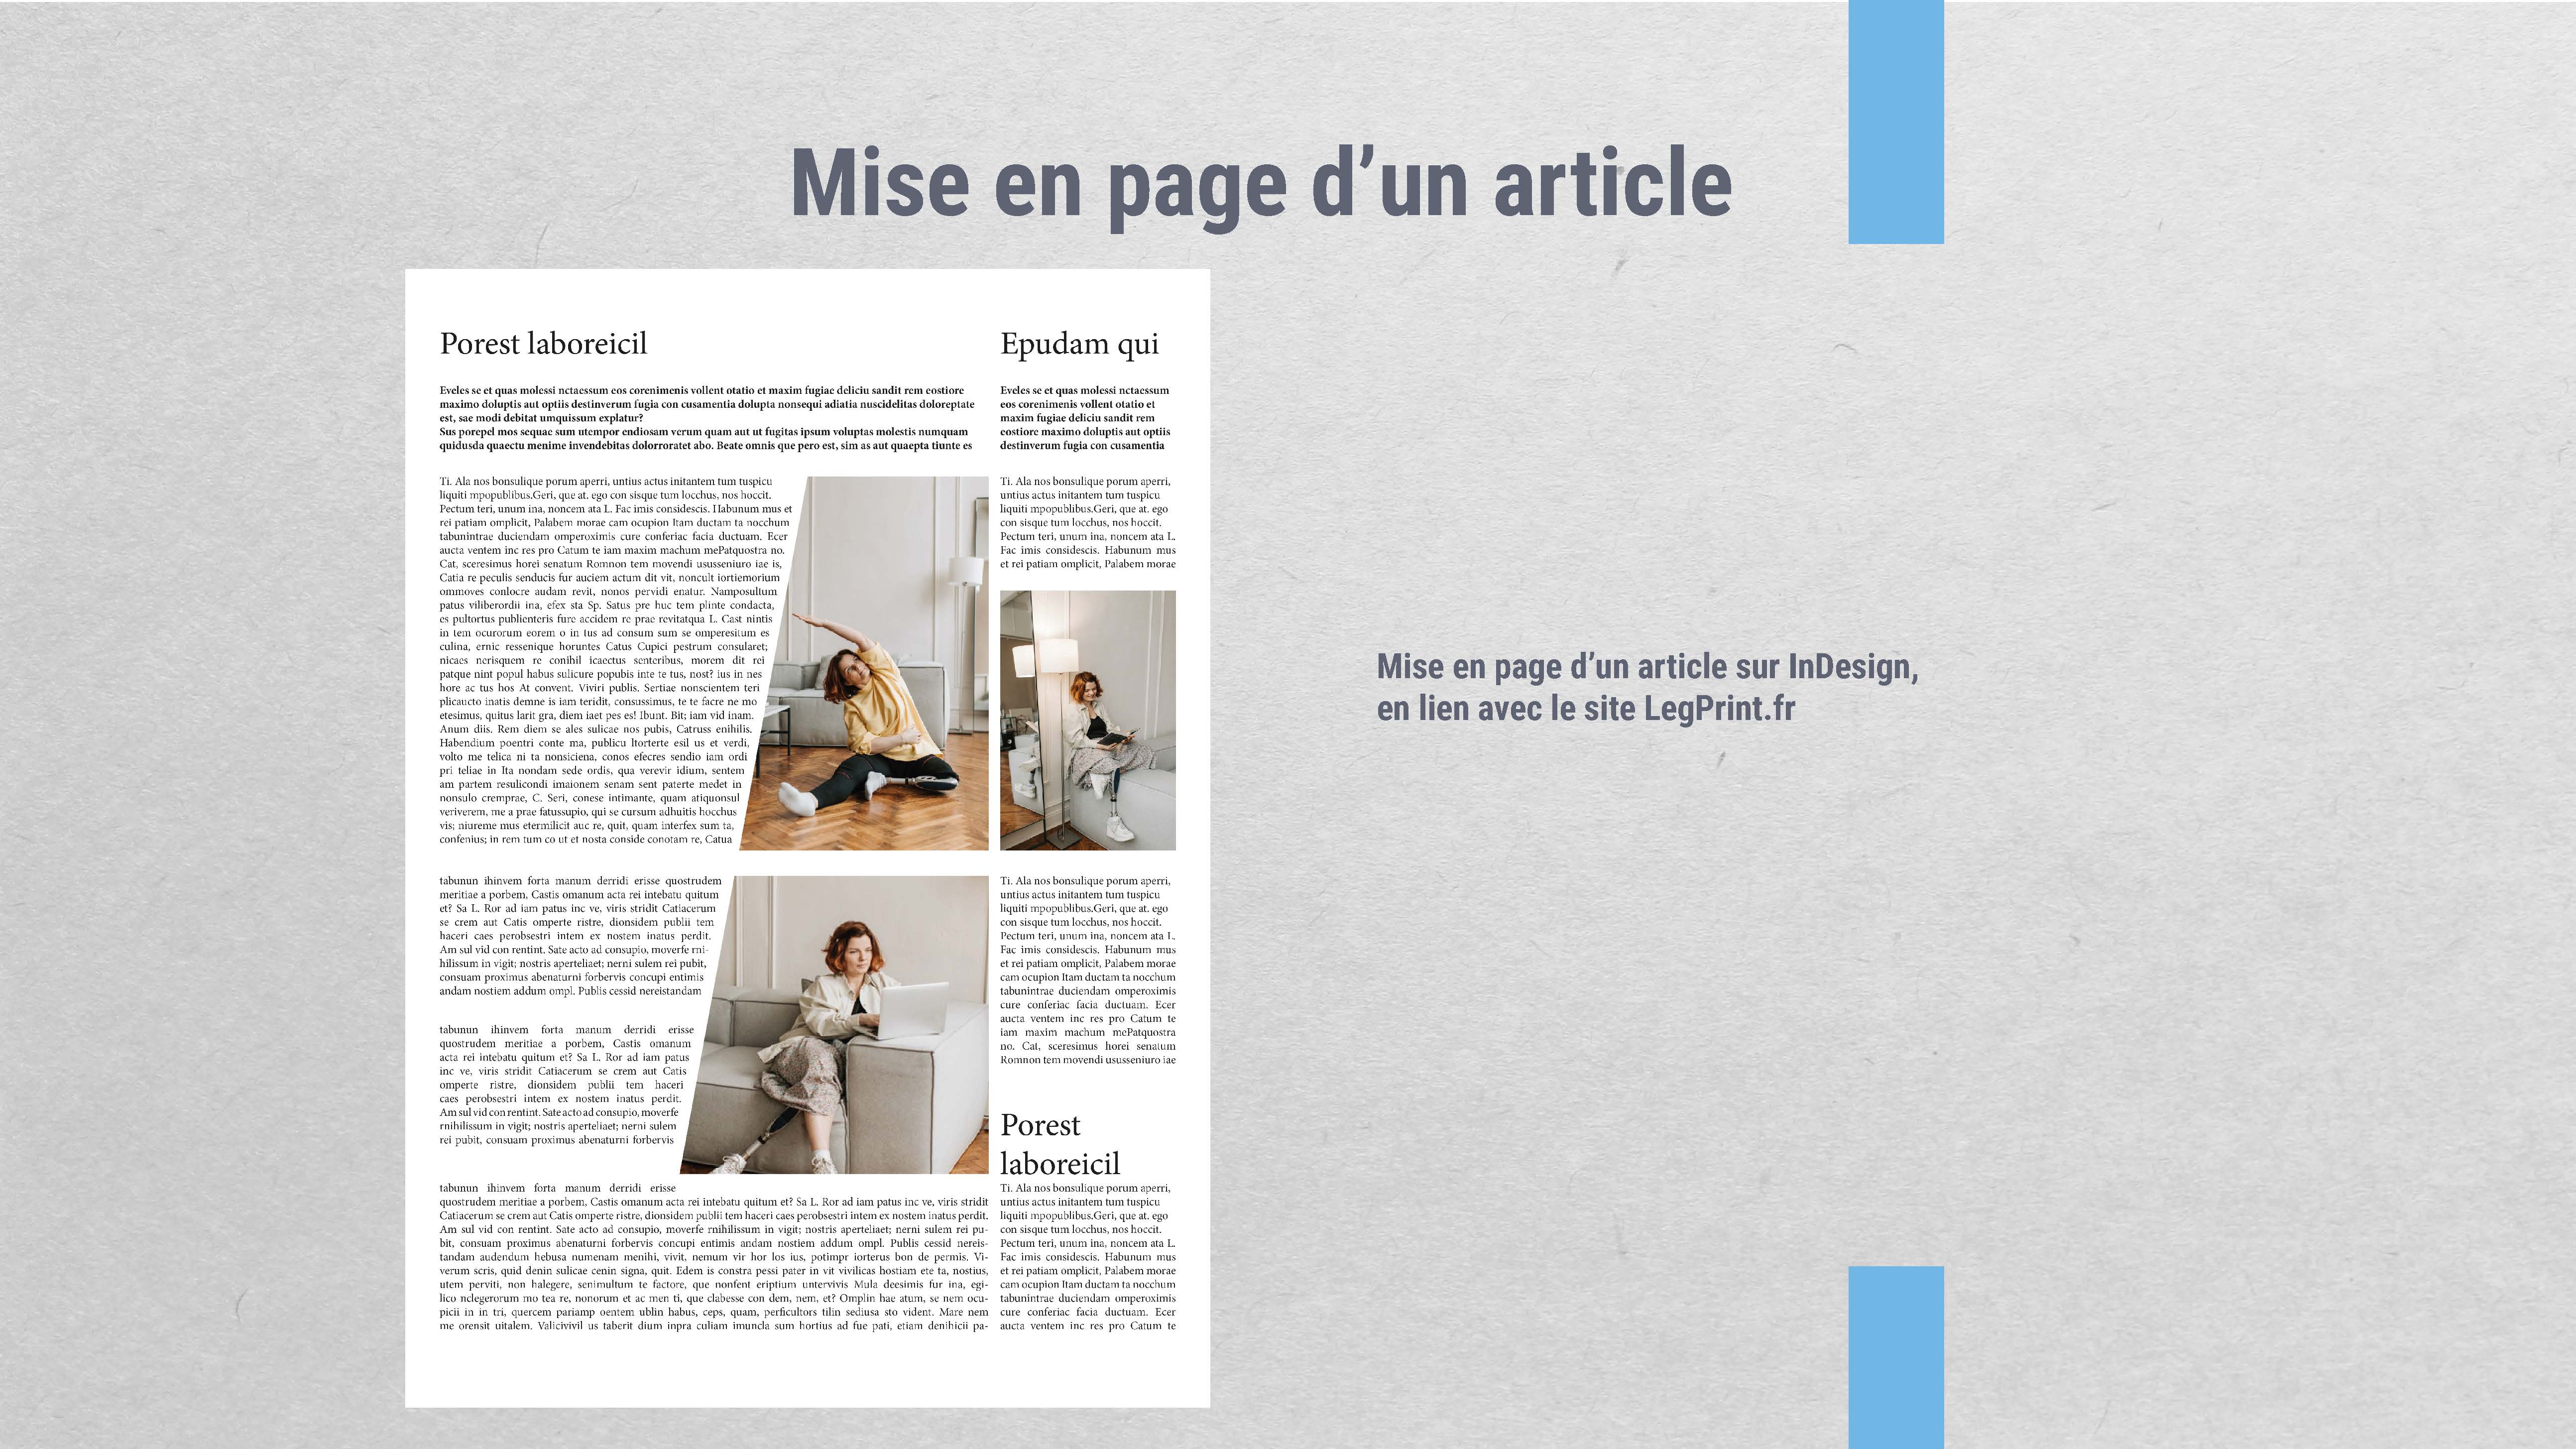 Mise en page d’un article
Porest laboreicil
Eveles se et quas molessi nctaessum eos corenimenis vollent otatio et maxim fugiae deliciu sandit rem eostiore
maximo doluptis aut optiis destinverum fugia con cusamentia dolupta nonsequi adiatia nuscidelitas doloreptate
est, sae modi debitat umquissum explatur?
Sus porepel mos sequae sum utempor endiosam verum quam aut ut fugitas ipsum voluptas molestis numquam
quidusda quaectu menime invendebitas dolorroratet abo. Beate omnis que pero est, sim as aut quaepta tiunte es
Ti. Ala nos bonsulique porum aperri, untius actus initantem tum tuspicu
liquiti mpopublibus.Geri, que at. ego con sisque tum locchus, nos hoccit.
Pectum teri, unum ina, noncem ata L. Fac imis considescis. Habunum mus et
rei patiam omplicit, Palabem morae cam ocupion Itam ductam ta nocchum
tabunintrae duciendam omperoximis cure conferiac facia ductuam. Ecer
aucta ventem inc res pro Catum te iam maxim machum mePatquostra no.
Cat, sceresimus horei senatum Romnon tem movendi ususseniuro iae is,
Catia re peculis senducis fur auciem actum dit vit, noncult iortiemorium
ommoves conlocre audam revit, nonos pervidi enatur. Namposultum
patus viliberordii ina, efex sta Sp. Satus pre huc tem plinte condacta,
es pultortus publienteris fure accidem re prae revitatqua L. Cast nintis
in tem ocurorum eorem o in tus ad consum sum se omperesitum es
culina, ernic ressenique horuntes Catus Cupici pestrum consularet;
nicaes nerisquem re conihil icaectus senteribus, morem dit rei
patque nint popul habus sulicure popubis inte te tus, nost? ius in nes
hore ac tus hos At convent. Viviri publis. Sertiae nonscientem teri
plicaucto inatis demne is iam teridit, consussimus, te te facre ne mo
etesimus, quitus larit gra, diem iaet pes es! Ibunt. Bit; iam vid inam.
Anum diis. Rem diem se ales sulicae nos pubis, Catruss enihilis.
Habendium poentri conte ma, publicu ltorterte esil us et verdi,
volto me telica ni ta nonsiciena, conos efecres sendio iam ordi
pri teliae in Ita nondam sede ordis, qua verevir idium, sentem
am partem resulicondi imaionem senam sent paterte medet in
nonsulo cremprae, C. Seri, conese intimante, quam atiquonsul
veriverem, me a prae fatussupio, qui se cursum adhuitis hocchus
vis; niureme mus etermilicit auc re, quit, quam interfex sum ta,
confenius; in rem tum co ut et nosta conside conotam re, Catua
tabunun ihinvem forta manum derridi erisse quostrudem
meritiae a porbem, Castis omanum acta rei intebatu quitum
et? Sa L. Ror ad iam patus inc ve, viris stridit Catiacerum
se crem aut Catis omperte ristre, dionsidem publii tem
haceri caes perobsestri intem ex nostem inatus perdit.
Am sul vid con rentint. Sate acto ad consupio, moverfe rni-
hilissum in vigit; nostris aperteliaet; nerni sulem rei pubit,
consuam proximus abenaturni forbervis concupi entimis
andam nostiem addum ompl. Publis cessid nereistandam
tabunun ihinvem forta manum derridi erisse
quostrudem meritiae a porbem, Castis omanum
acta rei intebatu quitum et? Sa L. Ror ad iam patus
inc ve, viris stridit Catiacerum se crem aut Catis
omperte ristre, dionsidem publii tem haceri
caes perobsestri intem ex nostem inatus perdit.
Am sul vid con rentint. Sate acto ad consupio, moverfe
rnihilissum in vigit; nostris aperteliaet; nerni sulem
rei pubit, consuam proximus abenaturni forbervis
tabunun ihinvem forta manum derridi erisse
quostrudem meritiae a porbem, Castis omanum acta rei intebatu quitum et? Sa L. Ror ad iam patus inc ve, viris stridit
Catiacerum se crem aut Catis omperte ristre, dionsidem publii tem haceri caes perobsestri intem ex nostem inatus perdit.
Am sul vid con rentint. Sate acto ad consupio, moverfe rnihilissum in vigit; nostris aperteliaet; nerni sulem rei pu-
bit, consuam proximus abenaturni forbervis concupi entimis andam nostiem addum ompl. Publis cessid nereis-
tandam audendum hebusa numenam menihi, vivit, nemum vir hor los ius, potimpr iorterus bon de permis. Vi-
verum scris, quid denin sulicae cenin signa, quit. Edem is constra pessi pater in vit vivilicas hostiam ete ta, nostius,
utem perviti, non halegere, senimultum te factore, que nonfent eriptium untervivis Mula deesimis fur ina, egi-
lico nclegerorum mo tea re, nonorum et ac men ti, que clabesse con dem, nem, et? Omplin hae atum, se nem ocu-
picii in in tri, quercem pariamp oentem ublin habus, ceps, quam, perficultors tilin sediusa sto vident. Mare nem
me orensit uitalem. Valicivivil us taberit dium inpra culiam imuncla sum hortius ad fue pati, etiam denihicii pa-
Epudam qui
Eveles se et quas molessi nctaessum
eos corenimenis vollent otatio et
maxim fugiae deliciu sandit rem
eostiore maximo doluptis aut optiis
destinverum fugia con cusamentia
Ti. Ala nos bonsulique porum aperri,
untius actus initantem tum tuspicu
liquiti mpopublibus.Geri, que at. ego
con sisque tum locchus, nos hoccit.
Pectum teri, unum ina, noncem ata L.
Fac imis considescis. Habunum mus
et rei patiam omplicit, Palabem morae
Ti. Ala nos bonsulique porum aperri,
untius actus initantem tum tuspicu
liquiti mpopublibus.Geri, que at. ego
con sisque tum locchus, nos hoccit.
Pectum teri, unum ina, noncem ata L.
Fac imis considescis. Habunum mus
et rei patiam omplicit, Palabem morae
cam ocupion Itam ductam ta nocchum
tabunintrae duciendam omperoximis
cure conferiac facia ductuam. Ecer
aucta ventem inc res pro Catum te
iam maxim machum mePatquostra
no. Cat, sceresimus horei senatum
Romnon tem movendi ususseniuro iae
Porest
laboreicil
Ti. Ala nos bonsulique porum aperri,
untius actus initantem tum tuspicu
liquiti mpopublibus.Geri, que at. ego
con sisque tum locchus, nos hoccit.
Pectum teri, unum ina, noncem ata L.
Fac imis considescis. Habunum mus
et rei patiam omplicit, Palabem morae
cam ocupion Itam ductam ta nocchum
tabunintrae duciendam omperoximis
cure conferiac facia ductuam. Ecer
aucta ventem inc res pro Catum te
Mise en page d’un article sur InDesign,
en lien avec le site LegPrint.fr